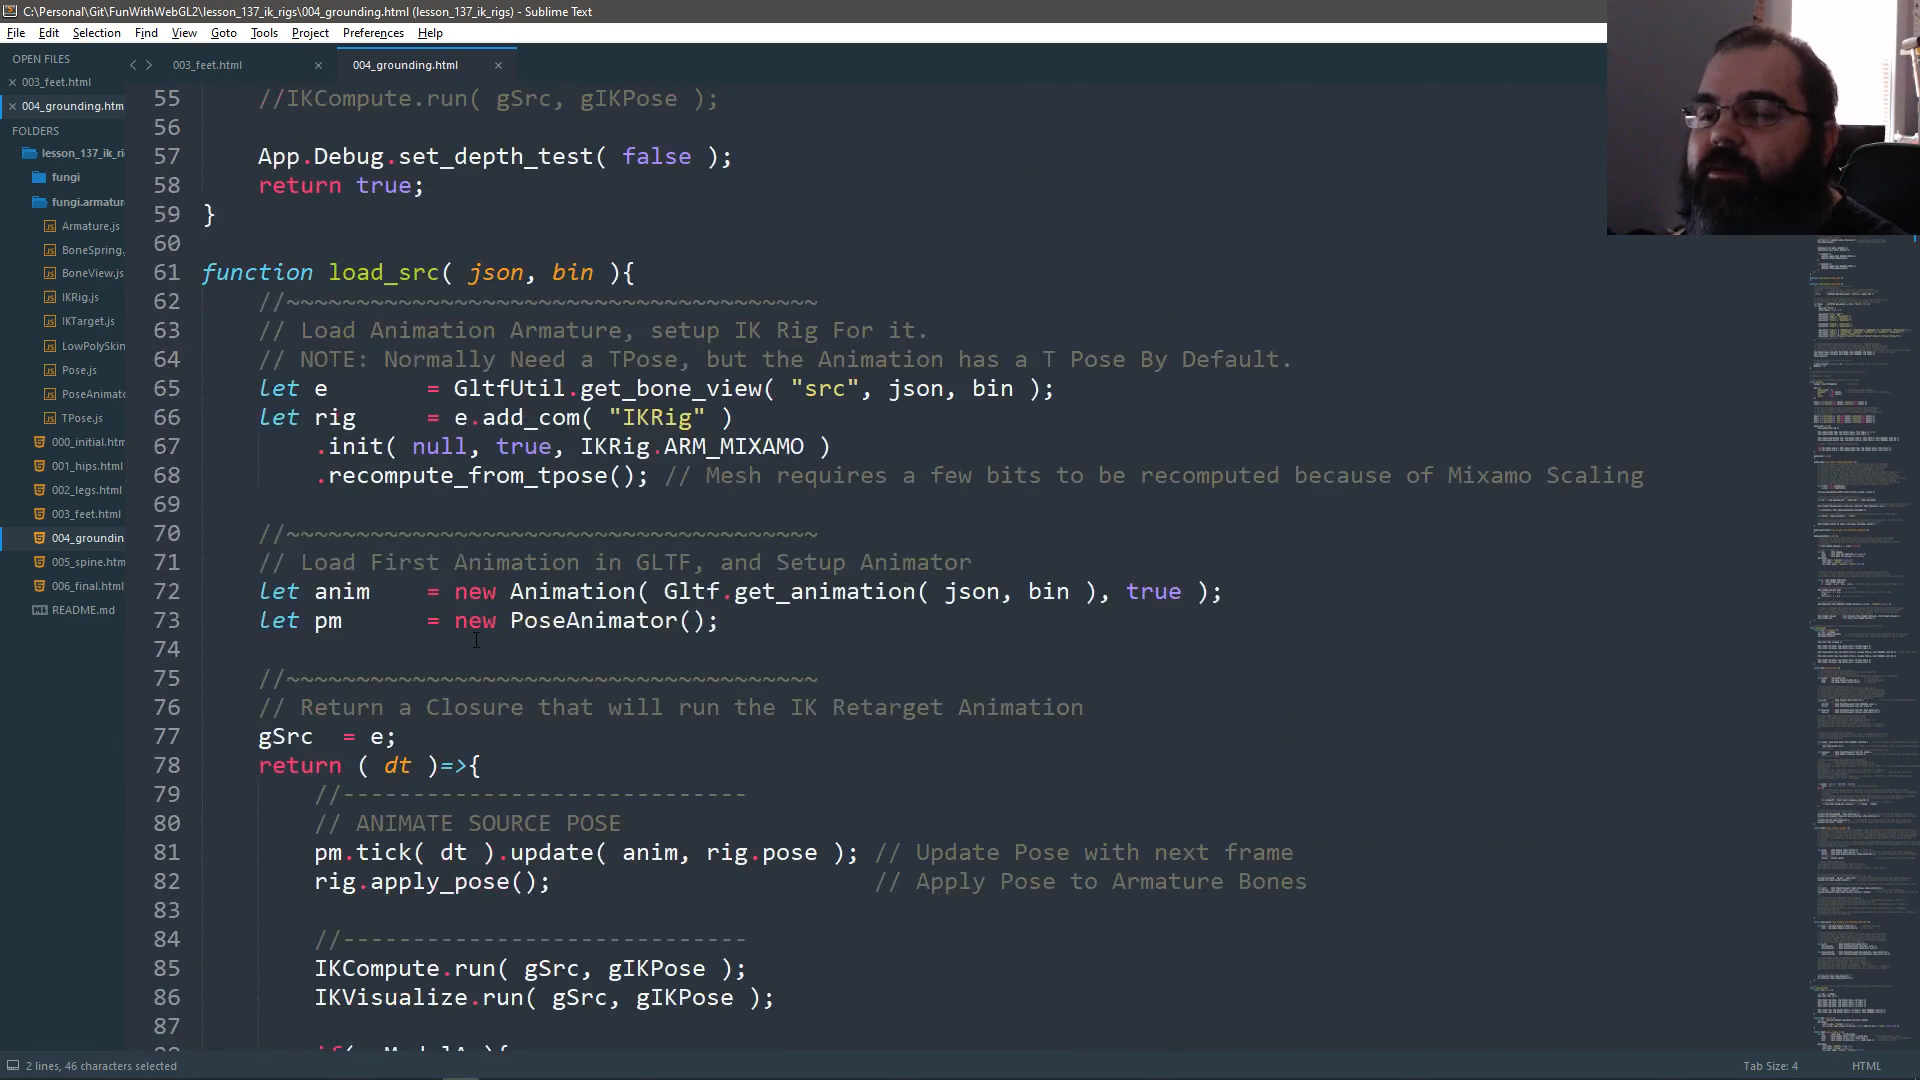 C:\Personal\Git\FunWithWebGL2\lesson_137_ik_rigs\004_grounding.html (lesson_137_ik_rigs) - Sublime Text
File Edit Selection Find View Goto Tools Project Preferences Help
OPEN FILES
003_feet.html
004_grounding.htm
FOLDERS
lesson_137_ik_ri
fungi
fungi.armatur
Armature.js
BoneSpring.
BoneView.js
IKRig.js
IKTarget.js
LowPolySkin
Pose.js
PoseAnimato
TPose.js
000_initial.htm
001_hips.html
002_legs.html
003_feet.html
004_groundin
005_spine.htm
006_final.html
README.md
003_feet.html
004_grounding.html
55 //IKCompute.run( gSrc, gIKPose );
56
57 App.Debug.set_depth_test( false );
58 return true;
59 }
60
61 function load_src( json, bin ){
62 //~~~~~~~~~~~~~~~~~~~~~~~~~~~~~~~~~~~~~~
63 // Load Animation Armature, setup IK Rig For it.
64 // NOTE: Normally Need a TPose, but the Animation has a T Pose By Default.
65 let e = GltfUtil.get_bone_view( "src", json, bin );
66 let rig = e.add_com( "IKRig" )
67 .init( null, true, IKRig.ARM_MIXAMO )
68 .recompute_from_tpose(); // Mesh requires a few bits to be recomputed because of Mixamo Scaling
69
70 //~~~~~~~~~~~~~~~~~~~~~~~~~~~~~~~~~~~~~~
71 // Load First Animation in GLTF, and Setup Animator
72 let anim = new Animation( Gltf.get_animation( json, bin ), true );
73 let pm = new PoseAnimator();
74
75 //~~~~~~~~~~~~~~~~~~~~~~~~~~~~~~~~~~~~~~
76 // Return a Closure that will run the IK Retarget Animation
77 gSrc = e;
78 return ( dt )=>{
79 //-----------------------------
80 // ANIMATE SOURCE POSE
81 pm.tick( dt ).update( anim, rig.pose ); // Update Pose with next frame
82 rig.apply_pose(); // Apply Pose to Armature Bones
83
84 //-----------------------------
85 IKCompute.run( gSrc, gIKPose );
86 IKVisualize.run( gSrc, gIKPose );
87
2 lines, 46 characters selected
Tab Size: 4
HTML